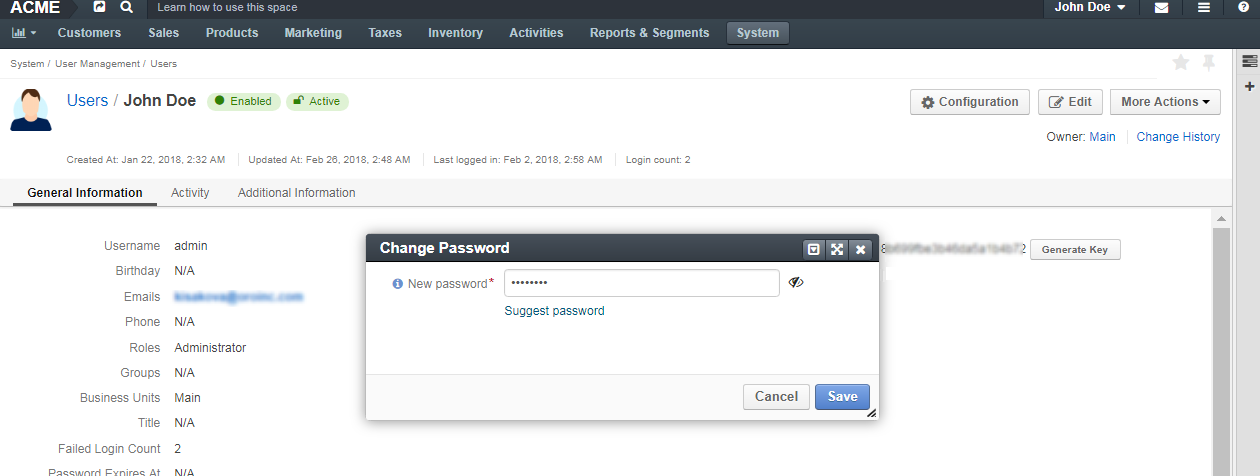 ACME Learn how to use this space John Doe
Customers Sales Products Marketing Taxes Inventory Activities Reports & Segments System
System / User Management / Users
Users / John Doe Enabled Active Configuration Edit More Actions
Owner: Main Change History
Created At: Jan 22, 2018, 2:32 AM Updated At: Feb 26, 2018, 2:48 AM Last logged in: Feb 2, 2018, 2:58 AM Login count: 2
General Information Activity Additional Information
Change Password
Username admin
Generate Key
Birthday N/A
New password* ••••••••
Emails
Suggest password
Phone N/A
Roles Administrator
Groups N/A
Business Units Main
Cancel Save
Title N/A
Failed Login Count 2
Password Expires At N/A